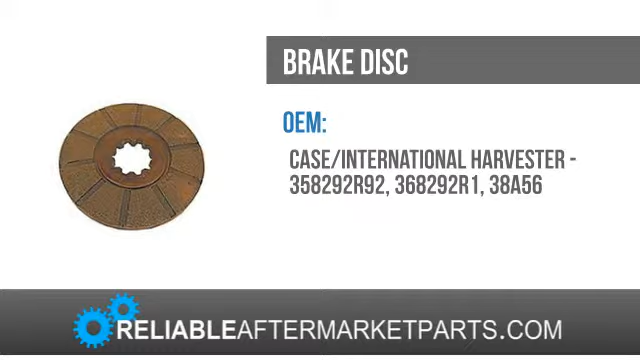 BRAKE DISC
OEM:
CASE/INTERNATIONAL HARVESTER -
358292R92, 368292R1, 38A56
RELIABLEAFTERMARKETPARTS.COM